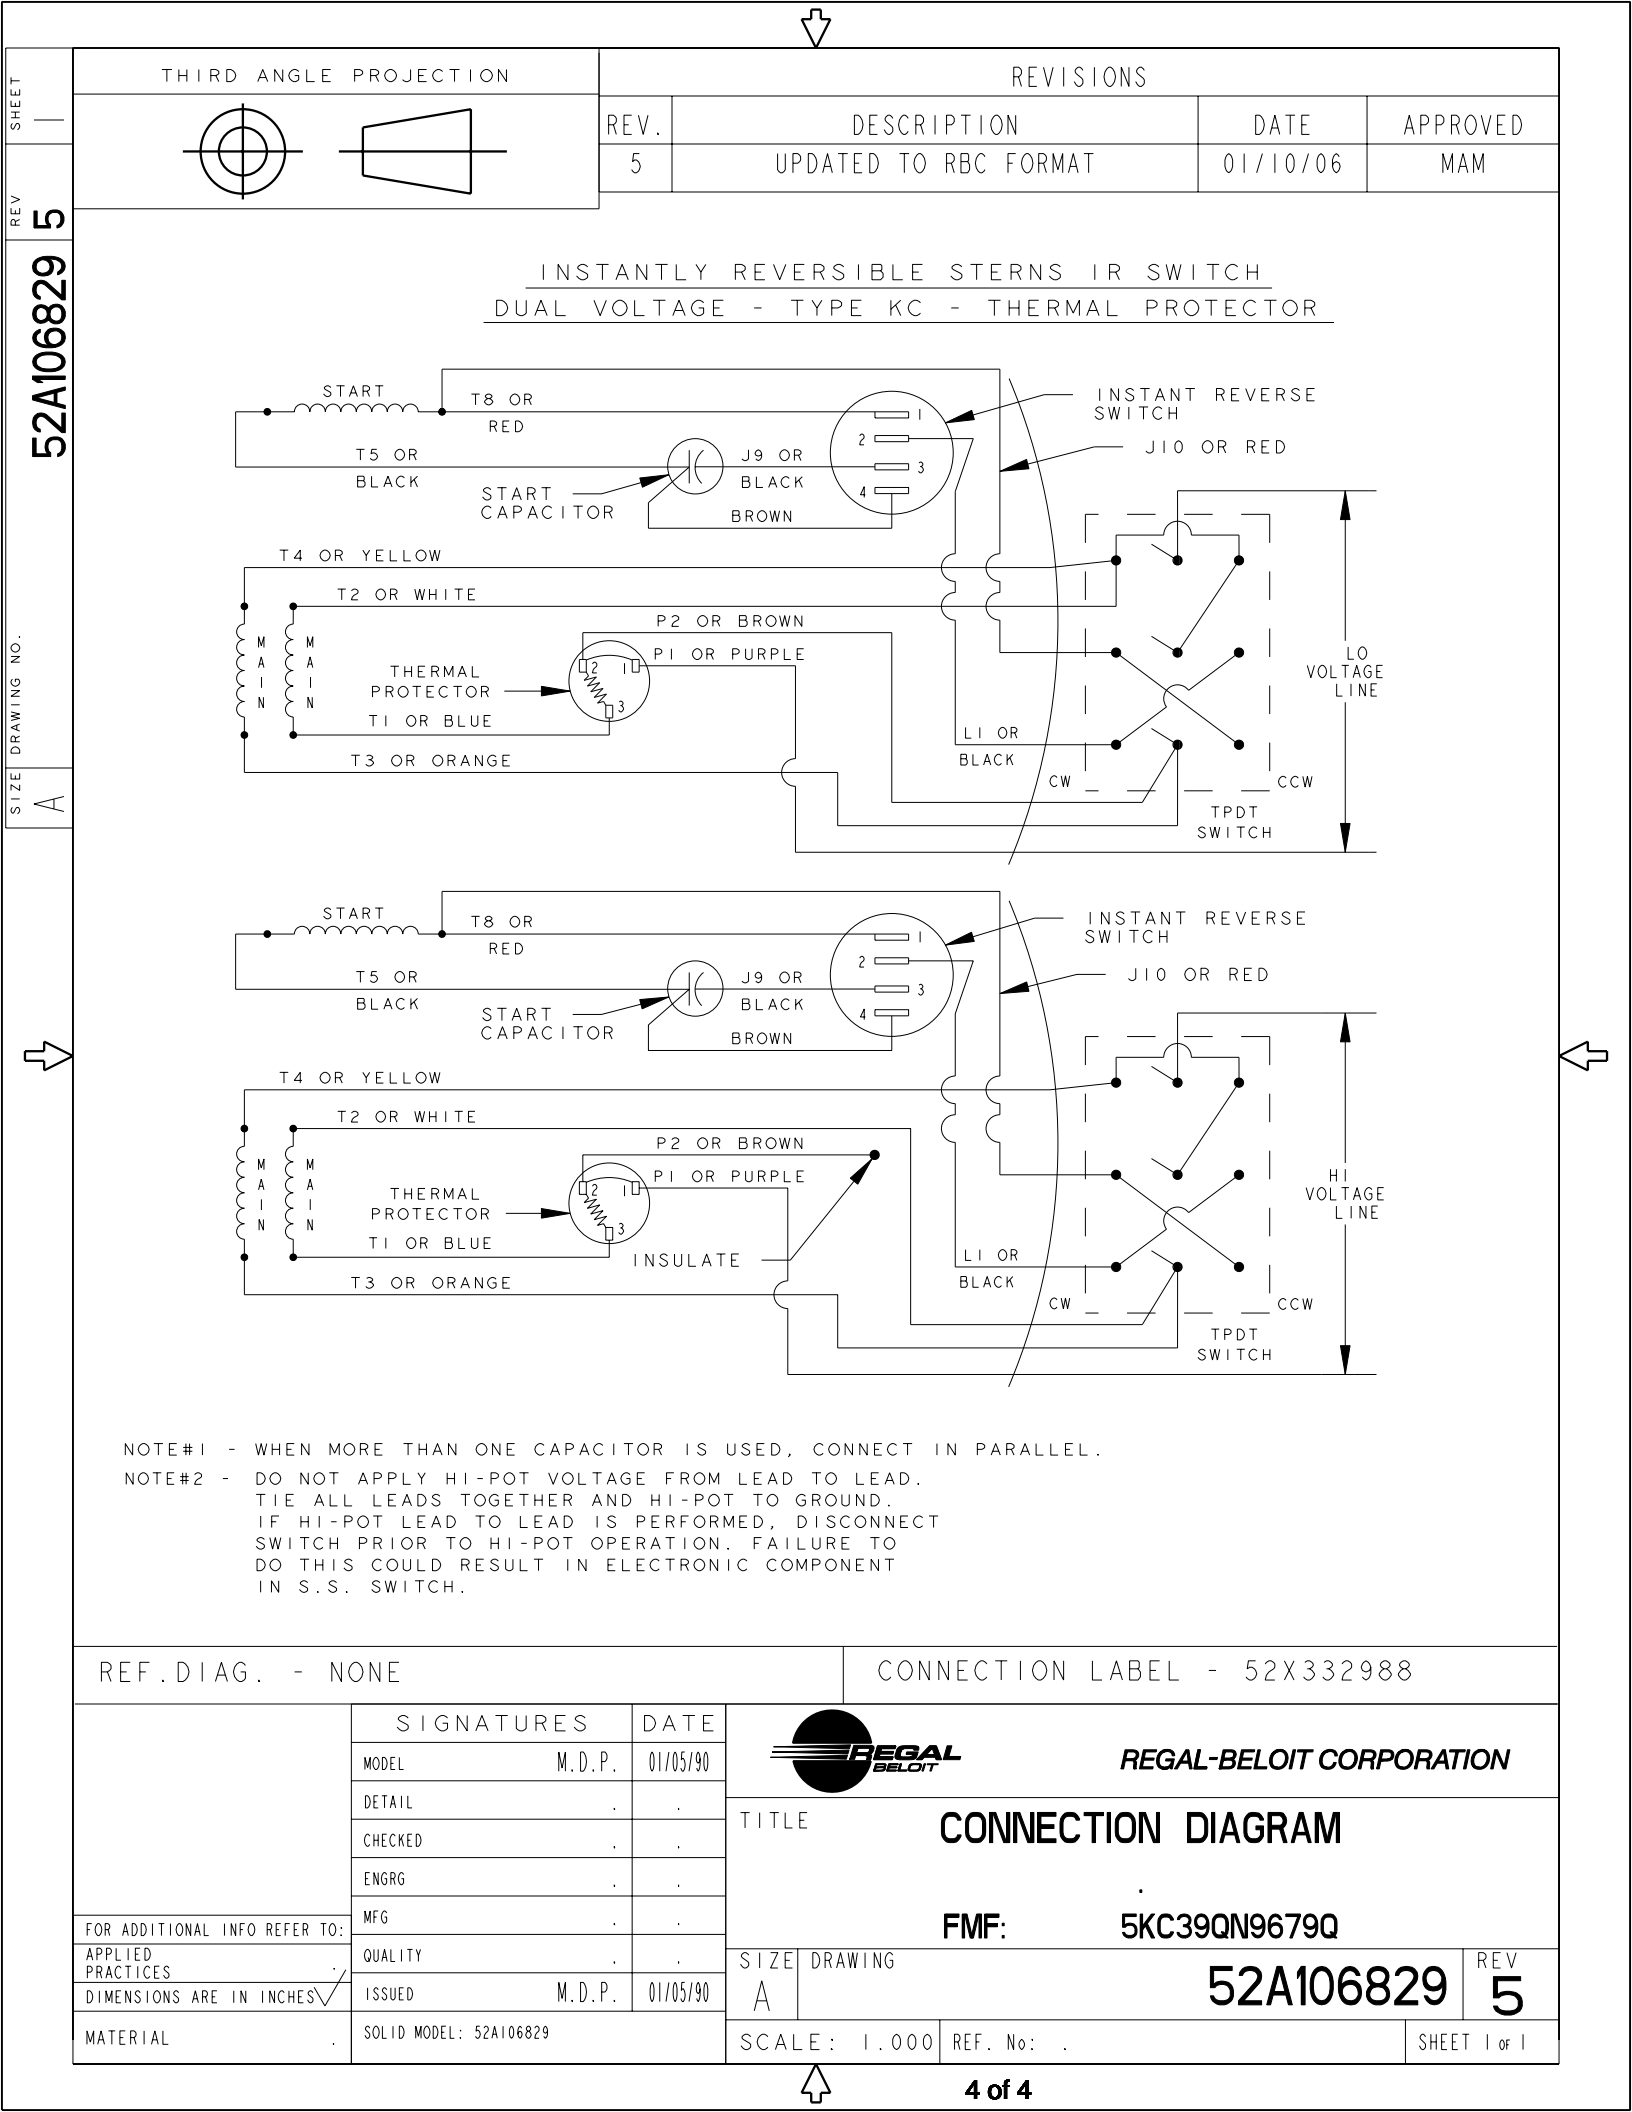 THIRD ANGLE PROJECTION
REVISIONS
REV.
DESCRIPTION
DATE
APPROVED
5
UPDATED TO RBC FORMAT
01/10/06
MAM
SHEET
1
REV
5
52A106829
DRAWING NO.
SIZE
A
INSTANTLY REVERSIBLE STERNS IR SWITCH
DUAL VOLTAGE - TYPE KC - THERMAL PROTECTOR
START
T8 OR
RED
T5 OR
BLACK
START
CAPACITOR
J9 OR
BLACK
BROWN
1
2
3
4
INSTANT REVERSE
SWITCH
J10 OR RED
T4 OR YELLOW
T2 OR WHITE
P2 OR BROWN
P1 OR PURPLE
MAIN
MAIN
THERMAL
PROTECTOR
2
1
3
T1 OR BLUE
T3 OR ORANGE
L1 OR
BLACK
CW
CCW
TPDT
SWITCH
LO
VOLTAGE
LINE
START
T8 OR
RED
T5 OR
BLACK
START
CAPACITOR
J9 OR
BLACK
BROWN
1
2
3
4
INSTANT REVERSE
SWITCH
J10 OR RED
T4 OR YELLOW
T2 OR WHITE
P2 OR BROWN
P1 OR PURPLE
MAIN
MAIN
THERMAL
PROTECTOR
2
1
3
T1 OR BLUE
INSULATE
T3 OR ORANGE
L1 OR
BLACK
CW
CCW
TPDT
SWITCH
HI
VOLTAGE
LINE
NOTE#1 - WHEN MORE THAN ONE CAPACITOR IS USED, CONNECT IN PARALLEL.
NOTE#2 - DO NOT APPLY HI-POT VOLTAGE FROM LEAD TO LEAD.
TIE ALL LEADS TOGETHER AND HI-POT TO GROUND.
IF HI-POT LEAD TO LEAD IS PERFORMED, DISCONNECT
SWITCH PRIOR TO HI-POT OPERATION. FAILURE TO
DO THIS COULD RESULT IN ELECTRONIC COMPONENT
IN S.S. SWITCH.
REF.DIAG. - NONE
CONNECTION LABEL - 52X332988
SIGNATURES
DATE
MODEL M.D.P. 01/05/90
DETAIL . .
CHECKED . .
ENGRG . .
MFG . .
QUALITY . .
ISSUED M.D.P. 01/05/90
SOLID MODEL: 52A106829
FOR ADDITIONAL INFO REFER TO:
APPLIED
PRACTICES .
DIMENSIONS ARE IN INCHES
MATERIAL .
REGAL
BELOIT
REGAL-BELOIT CORPORATION
TITLE
CONNECTION DIAGRAM
.
FMF: 5KC39QN9679Q
SIZE
A
DRAWING
52A106829
REV
5
SCALE: 1.000
REF. No: .
SHEET 1 OF 1
4 of 4